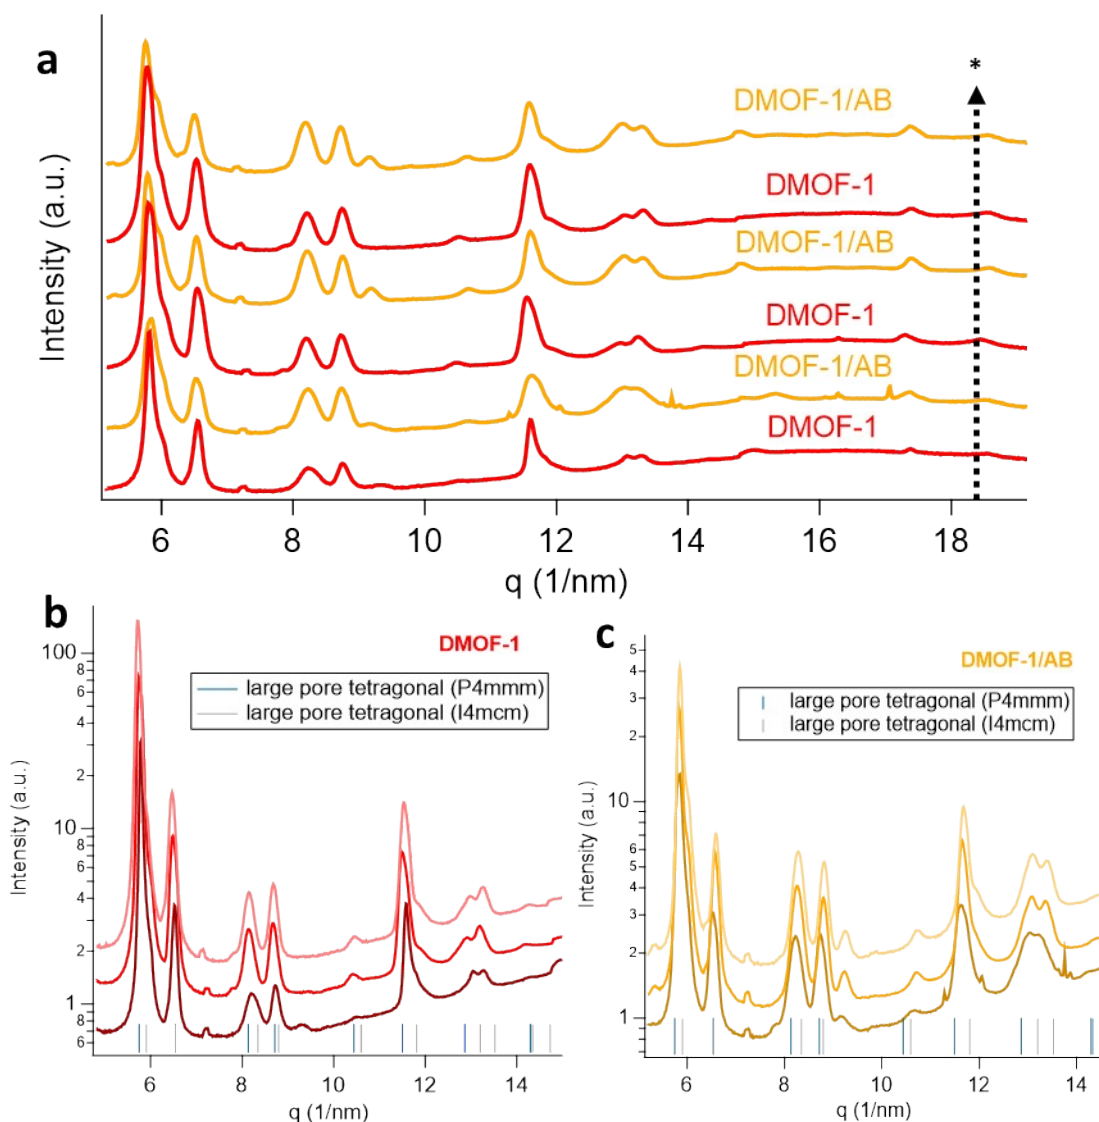 a
*
DMOF-1/AB
DMOF-1
DMOF-1/AB
DMOF-1
DMOF-1/AB
DMOF-1
Intensity (a.u.)
6 8 10 12 14 16 18
q (1/nm)
b
DMOF-1
large pore tetragonal (P4mmm)
large pore tetragonal (I4mcm)
Intensity (a.u.)
100
8
6
4
2
10
8
6
4
2
1
8
6
6 8 10 12 14
q (1/nm)
c
DMOF-1/AB
large pore tetragonal (P4mmm)
large pore tetragonal (I4mcm)
Intensity (a.u.)
5
4
3
2
10
8
6
5
4
3
2
1
8
6 8 10 12 14
q (1/nm)